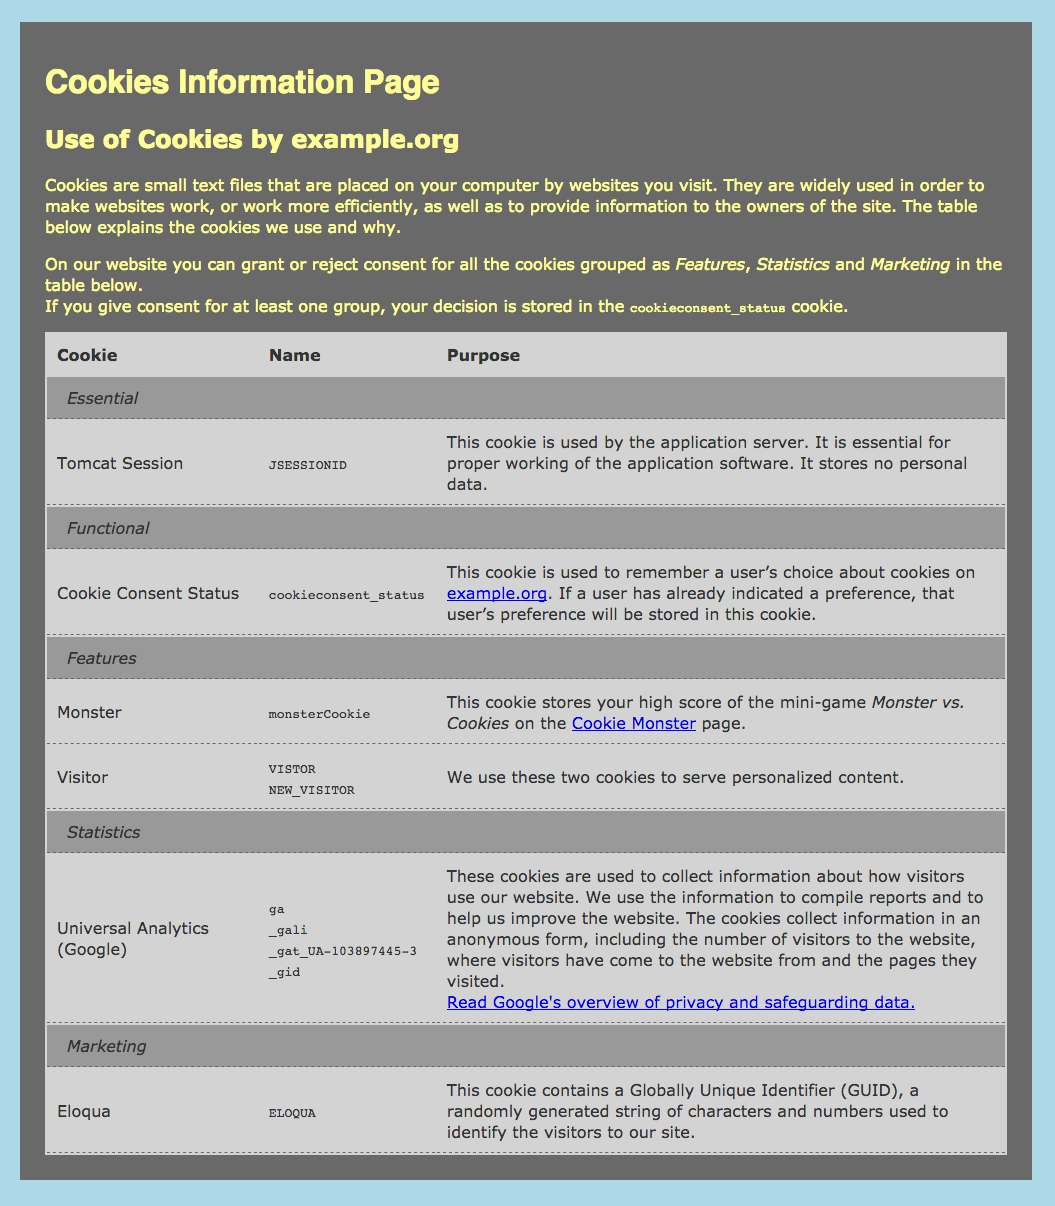 Cookies Information Page
Use of Cookies by example.org
Cookies are small text files that are placed on your computer by websites you visit. They are widely used in order to
make websites work, or work more efficiently, as well as to provide information to the owners of the site. The table
below explains the cookies we use and why.
On our website you can grant or reject consent for all the cookies grouped as Features, Statistics and Marketing in the
table below.
If you give consent for at least one group, your decision is stored in the cookieconsent_status cookie.
Cookie Name Purpose
Essential
Tomcat Session
JSESSIONID
This cookie is used by the application server. It is essential for
proper working of the application software. It stores no personal
data.
Functional
Cookie Consent Status
cookieconsent_status
This cookie is used to remember a user’s choice about cookies on
example.org. If a user has already indicated a preference, that
user’s preference will be stored in this cookie.
Features
Monster
monsterCookie
This cookie stores your high score of the mini-game Monster vs.
Cookies on the Cookie Monster page.
Visitor
VISTOR
NEW_VISITOR
We use these two cookies to serve personalized content.
Statistics
Universal Analytics
(Google)
ga
_gali
_gat_UA-103897445-3
_gid
These cookies are used to collect information about how visitors
use our website. We use the information to compile reports and to
help us improve the website. The cookies collect information in an
anonymous form, including the number of visitors to the website,
where visitors have come to the website from and the pages they
visited.
Read Google's overview of privacy and safeguarding data.
Marketing
Eloqua
ELOQUA
This cookie contains a Globally Unique Identifier (GUID), a
randomly generated string of characters and numbers used to
identify the visitors to our site.